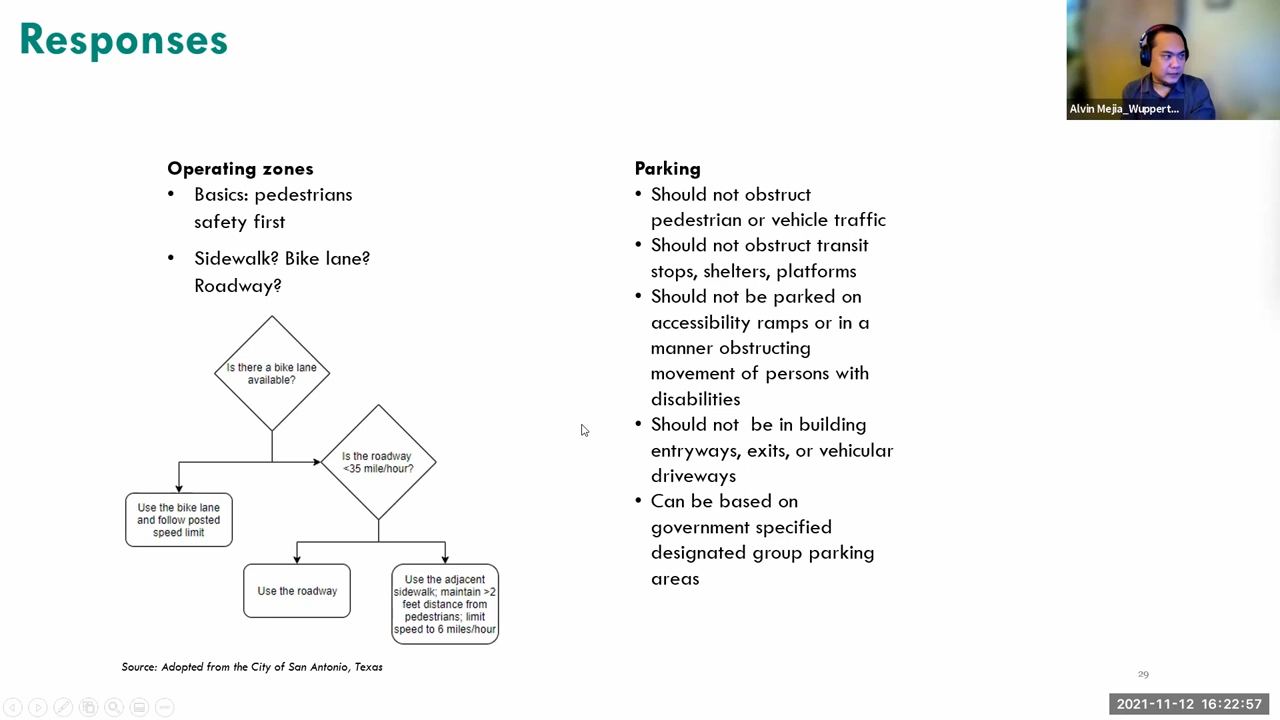 Responses
Alvin Mejia_Wuppert...
Operating zones
• Basics: pedestrians
safety first
• Sidewalk? Bike lane?
Roadway?
Is there a bike lane
available?
Is the roadway
<35 mile/hour?
Use the bike lane
and follow posted
speed limit
Use the roadway
Use the adjacent
sidewalk; maintain >2
feet distance from
pedestrians; limit
speed to 6 miles/hour
Source: Adopted from the City of San Antonio, Texas
Parking
• Should not obstruct
pedestrian or vehicle traffic
• Should not obstruct transit
stops, shelters, platforms
• Should not be parked on
accessibility ramps or in a
manner obstructing
movement of persons with
disabilities
• Should not  be in building
entryways, exits, or vehicular
driveways
• Can be based on
government specified
designated group parking
areas
29
2021-11-12 16:22:57